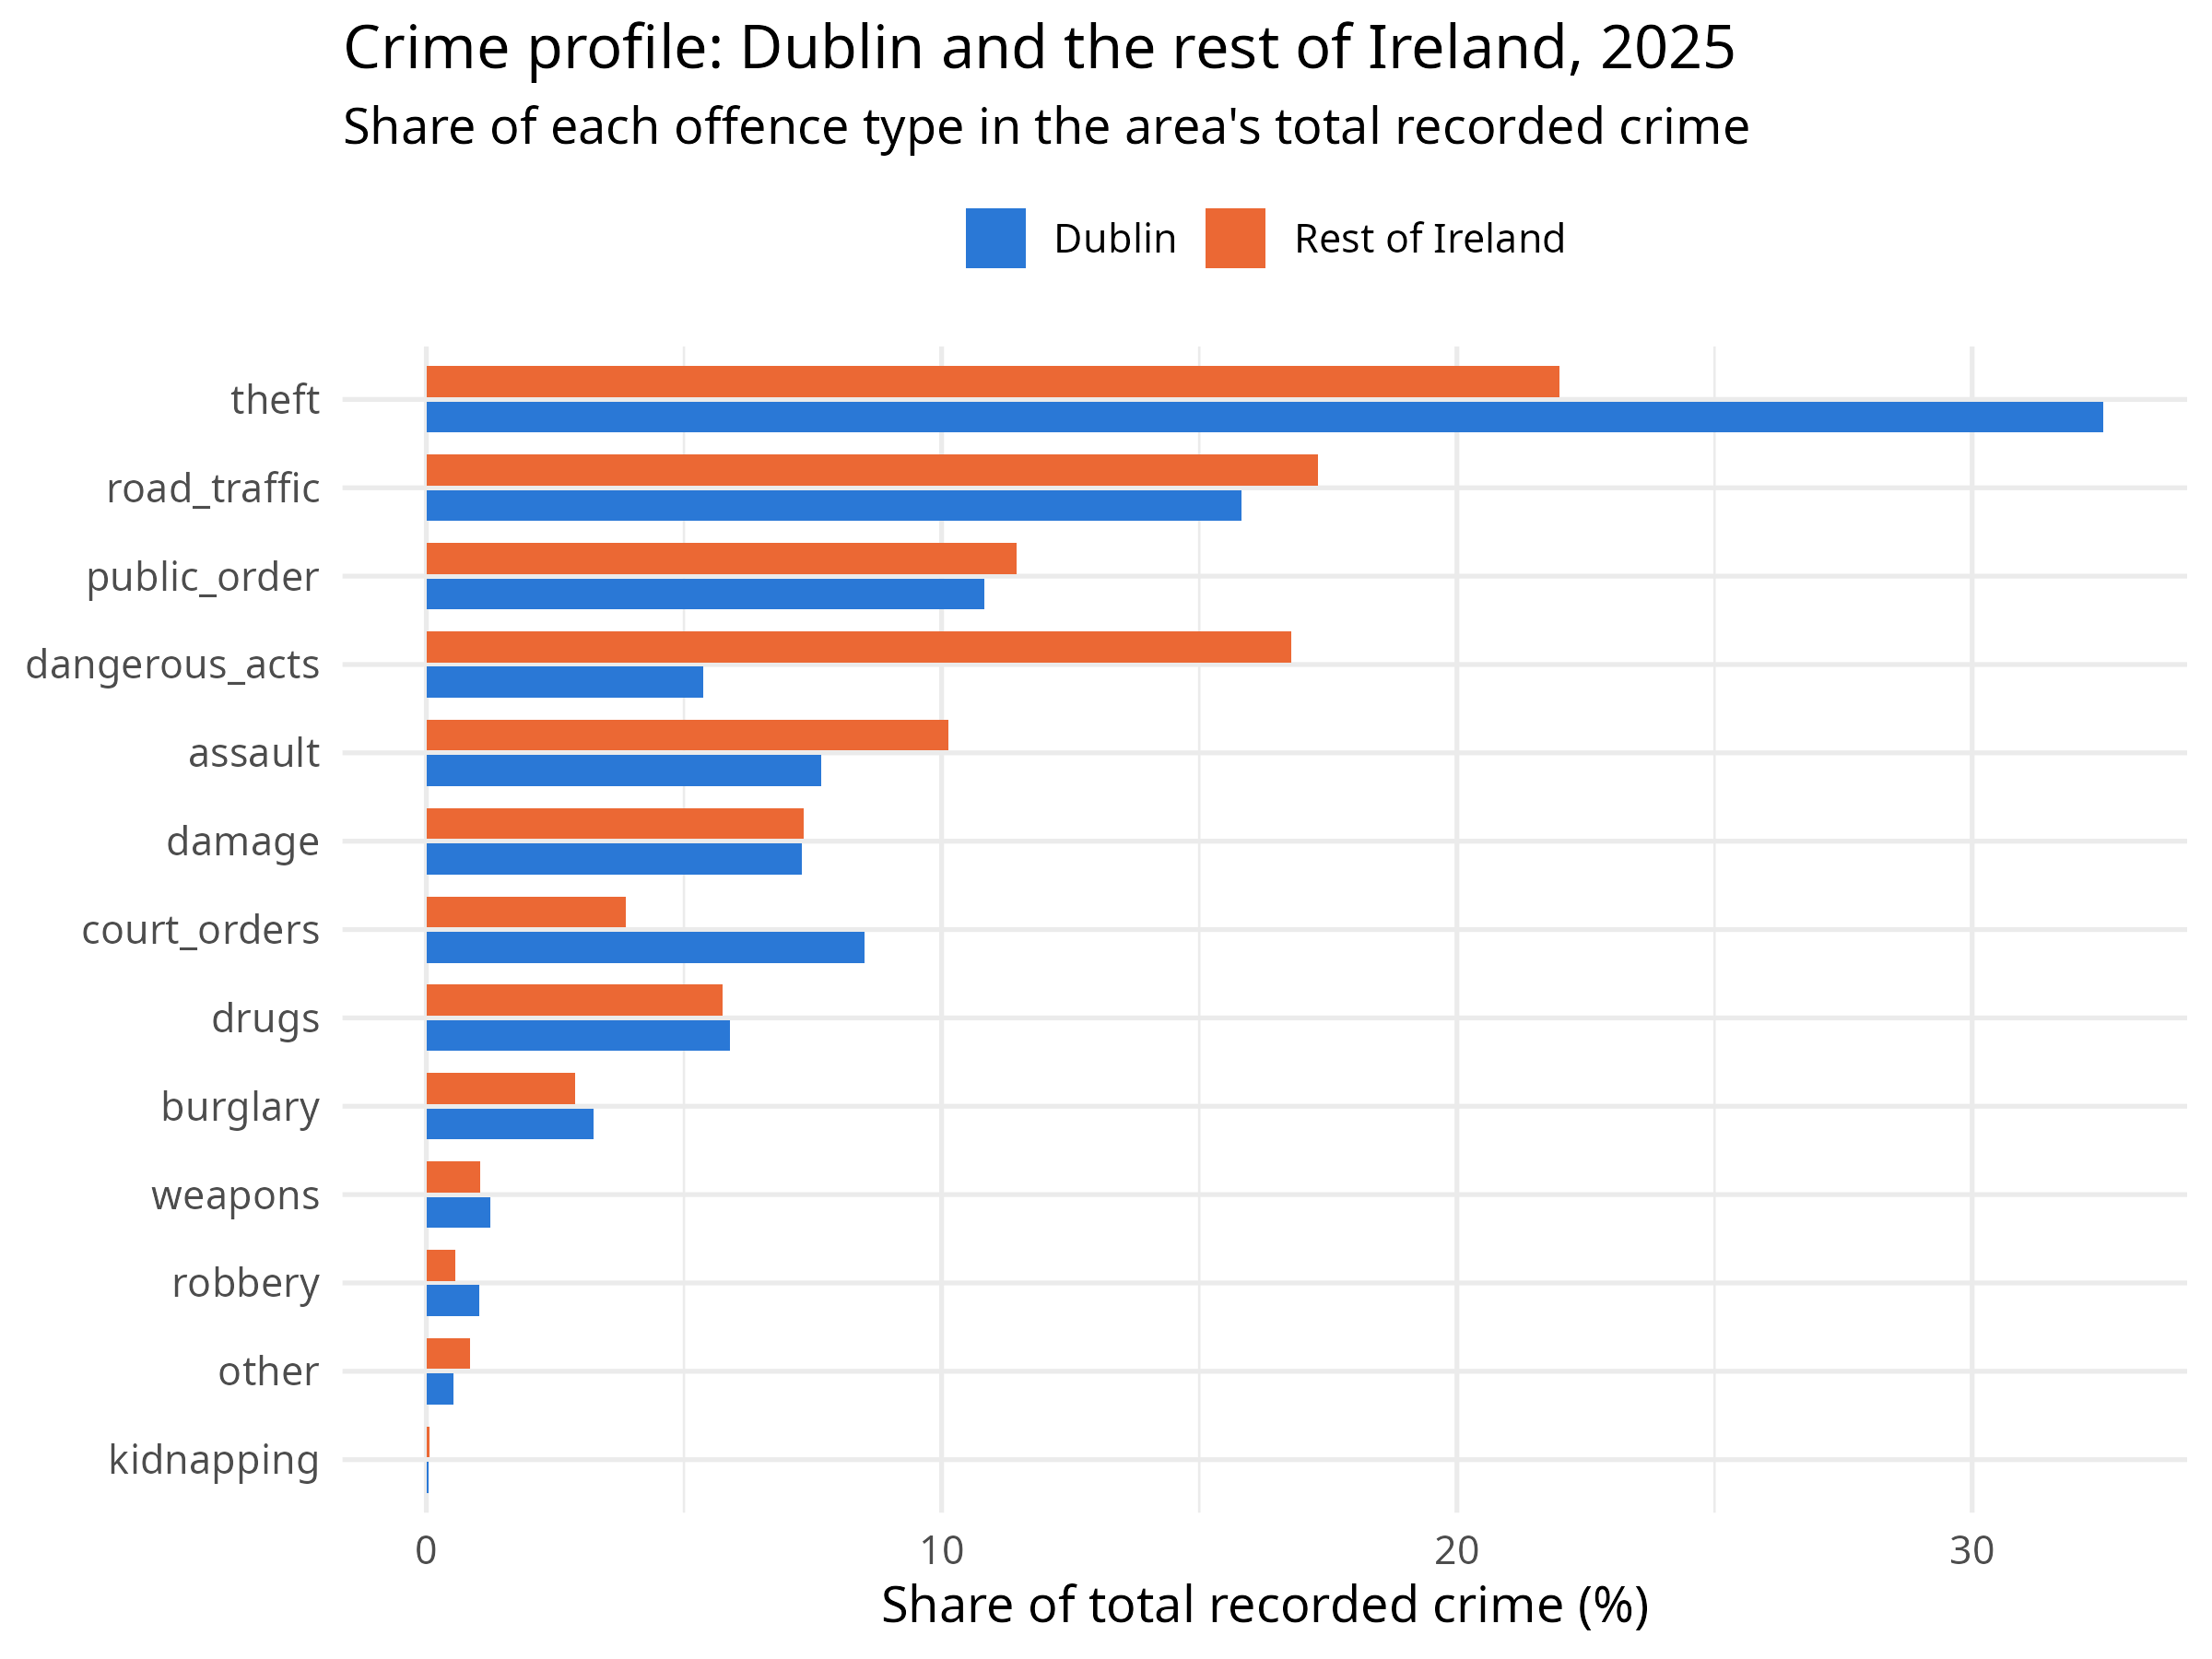 Crime profile: Dublin and the rest of Ireland, 2025
Share of each offence type in the area's total recorded crime
Dublin
Rest of Ireland
theft
road_traffic
public_order
dangerous_acts
assault
damage
court_orders
drugs
burglary
weapons
robbery
other
kidnapping
0
10
20
30
Share of total recorded crime (%)